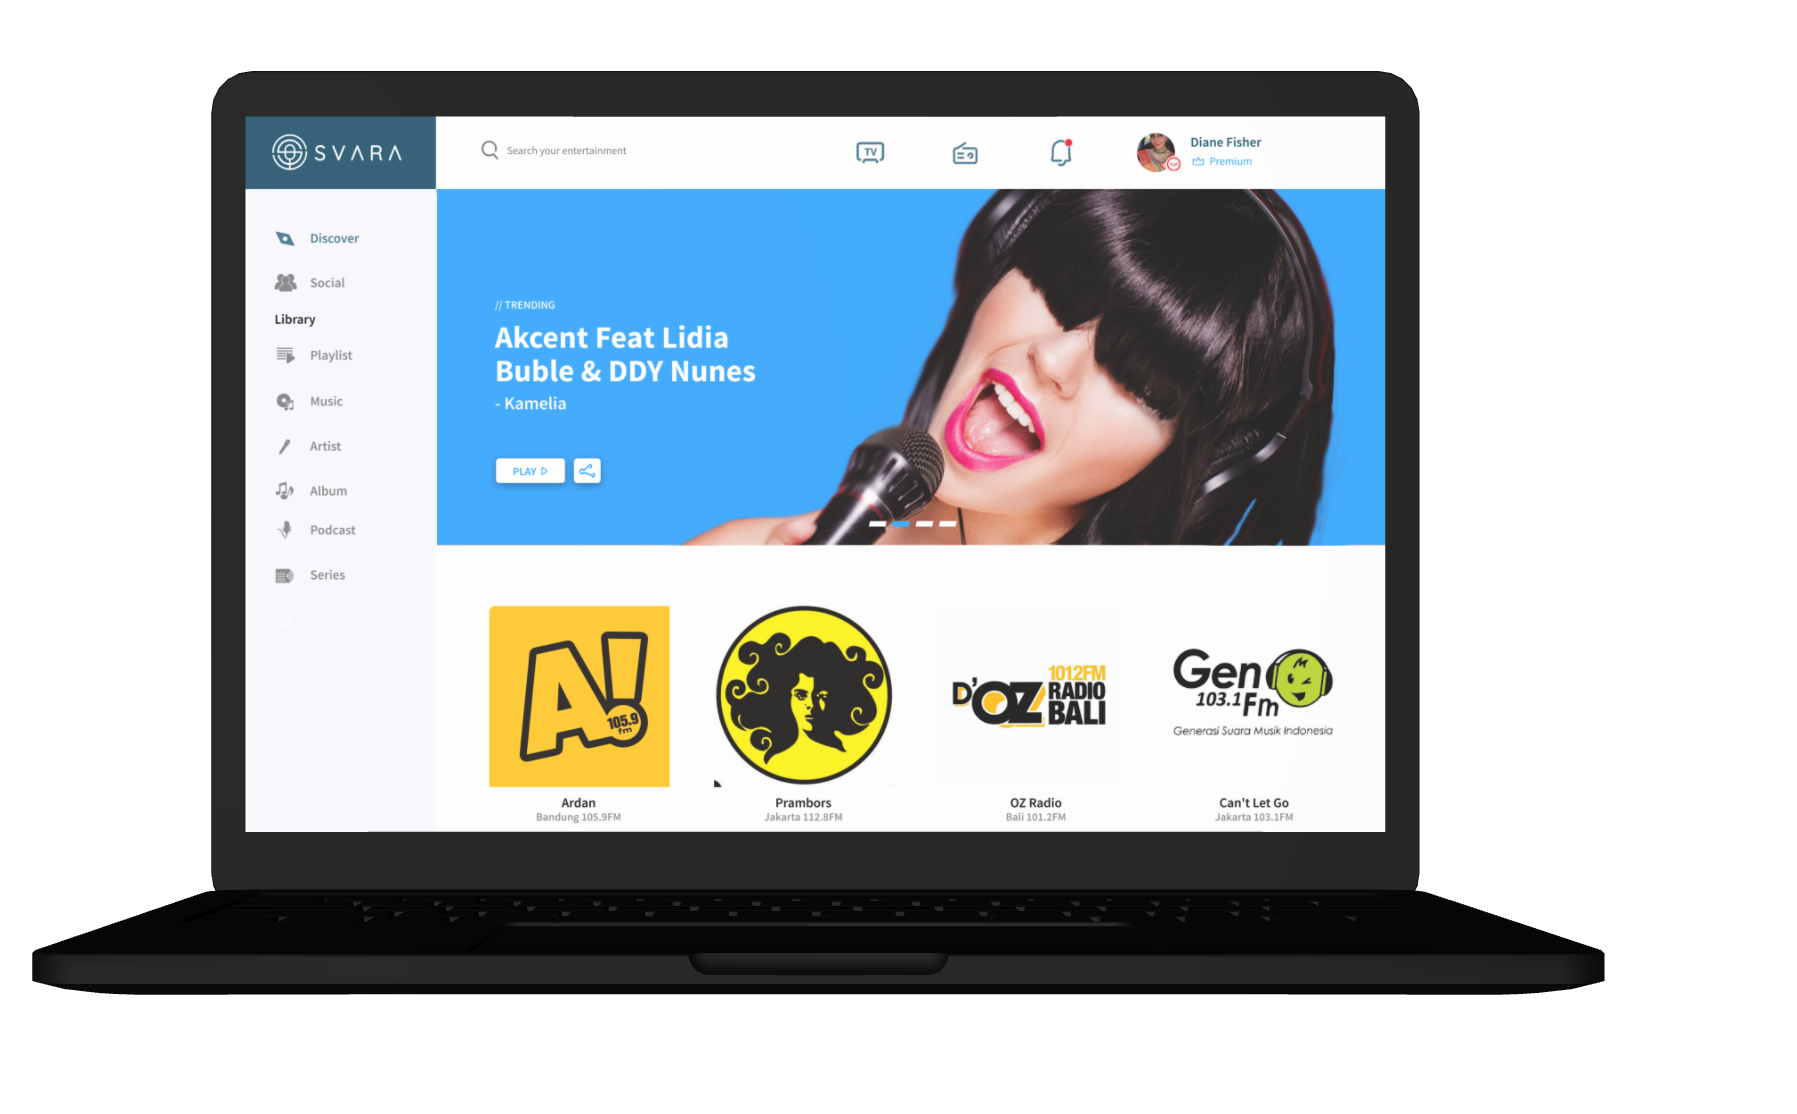 SVARA
Search your entertainment
TV
Diane Fisher
Premium
Discover
Social
Library
Playlist
Music
Artist
Album
Podcast
Series
// TRENDING
Akcent Feat Lidia
Buble & DDY Nunes
- Kamelia
PLAY
A!
105.9
fm
D'OZ
101.2FM
RADIO
BALI
Gen
103.1 Fm
Generasi Suara Musik Indonesia
Ardan
Bandung 105.9FM
Prambors
Jakarta 112.8FM
OZ Radio
Bali 101.2FM
Can't Let Go
Jakarta 103.1FM